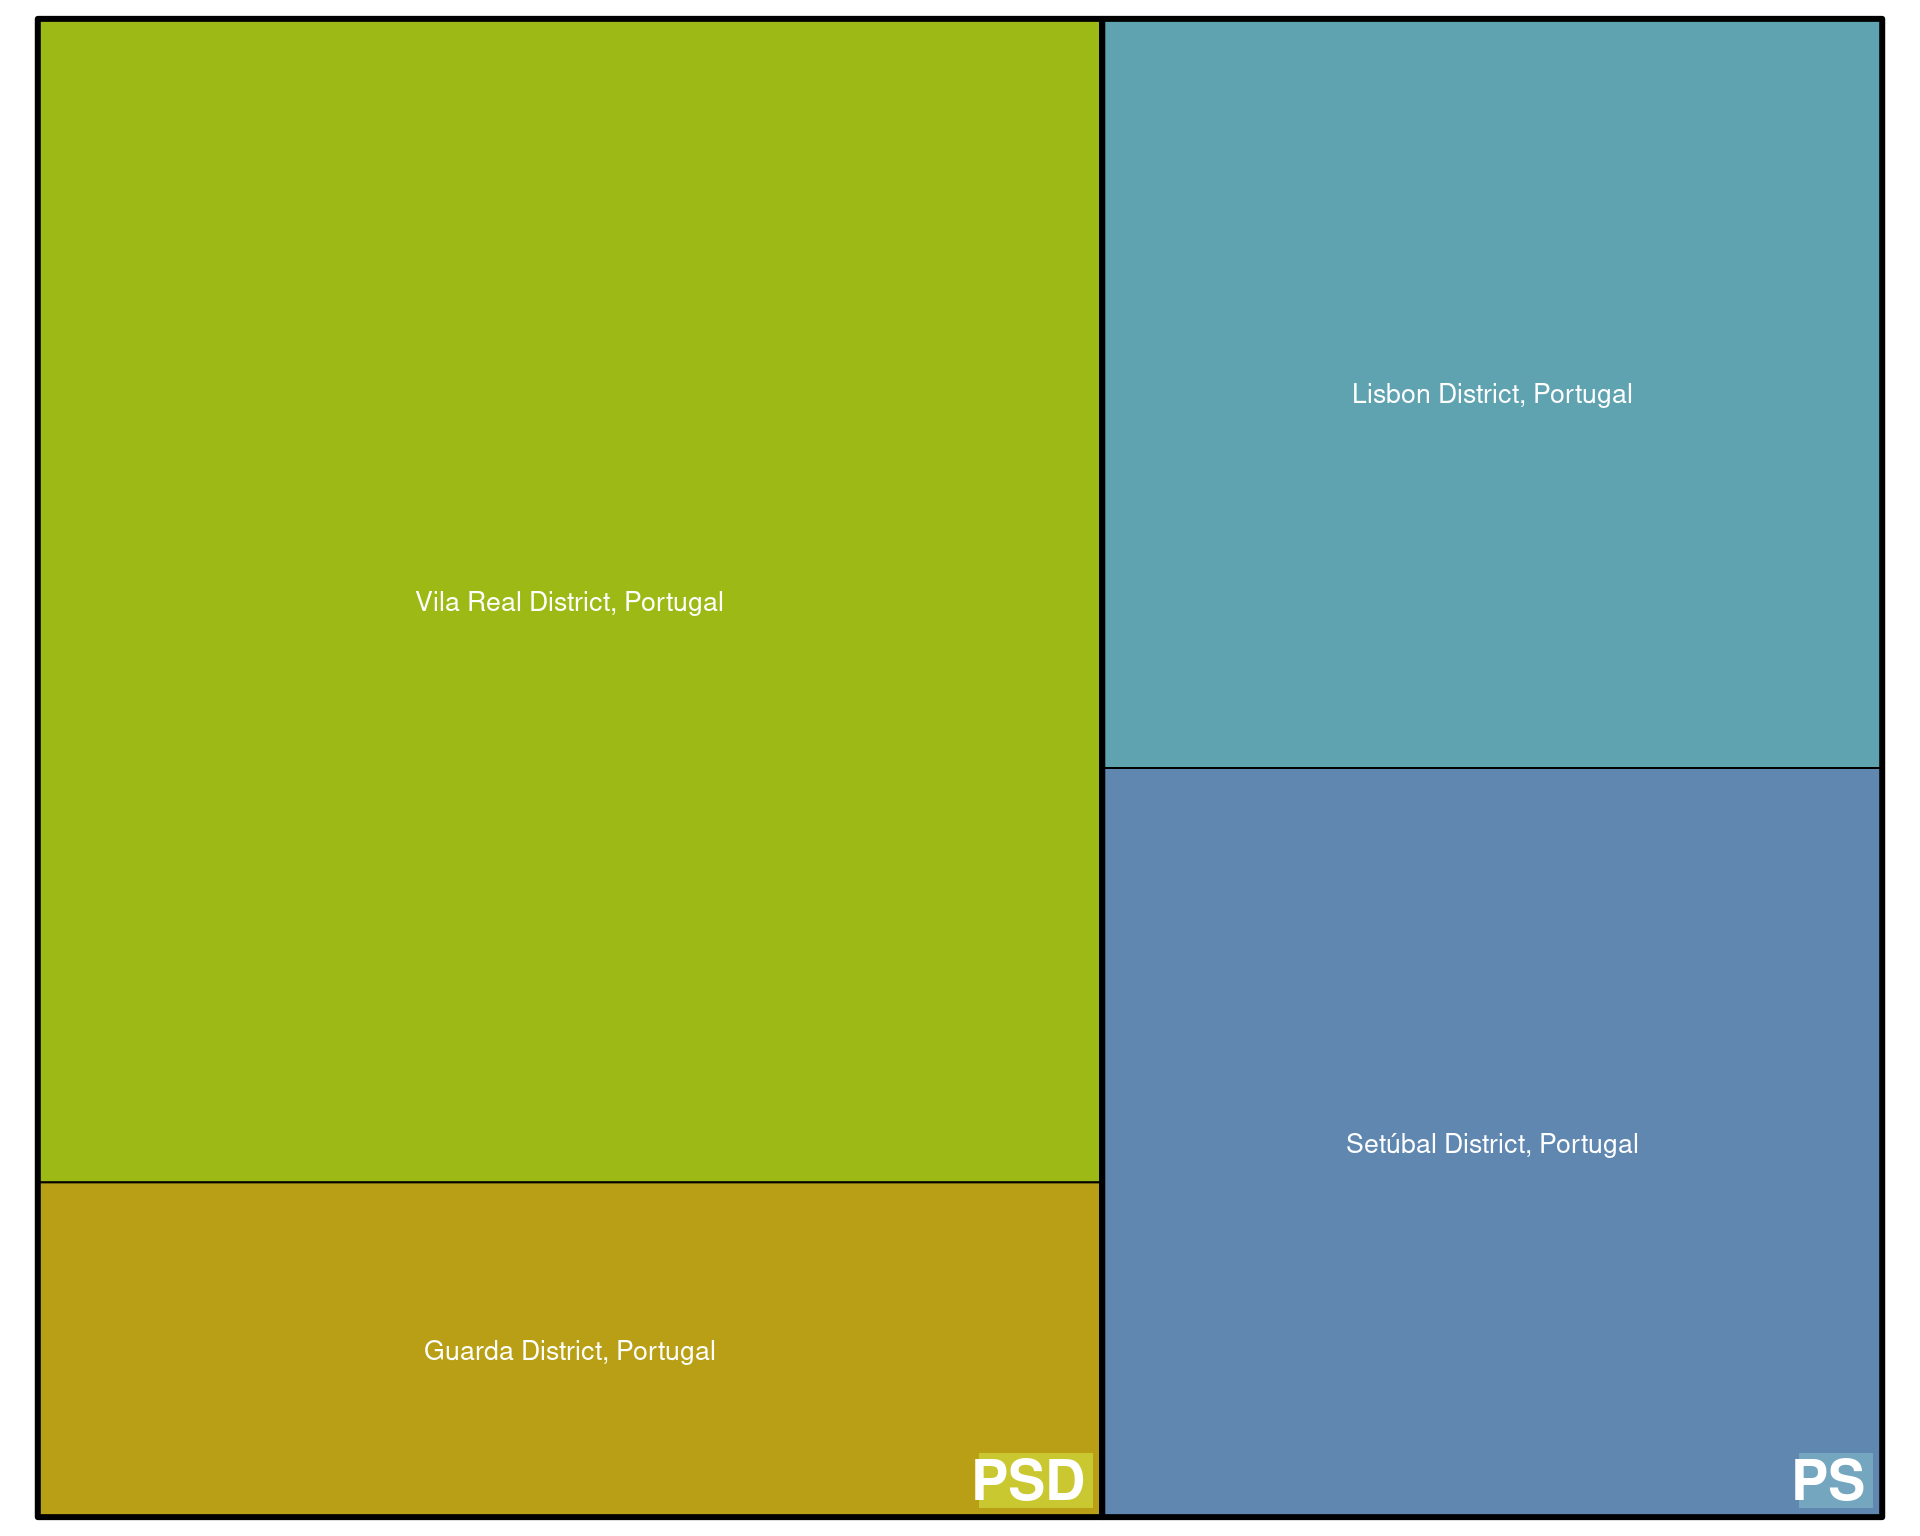 Vila Real District, Portugal
Guarda District, Portugal
PSD
Lisbon District, Portugal
Setúbal District, Portugal
PS